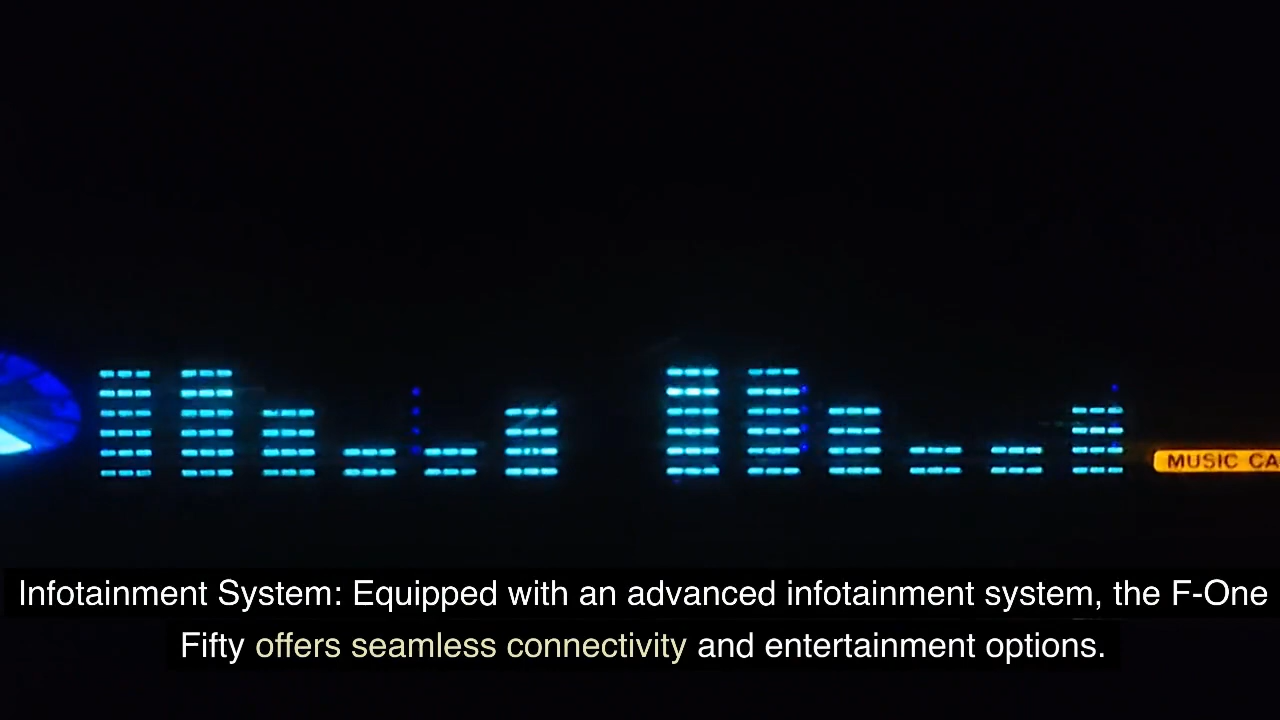 MUSIC CA
Infotainment System: Equipped with an advanced infotainment system, the F-One
Fifty offers seamless connectivity and entertainment options.